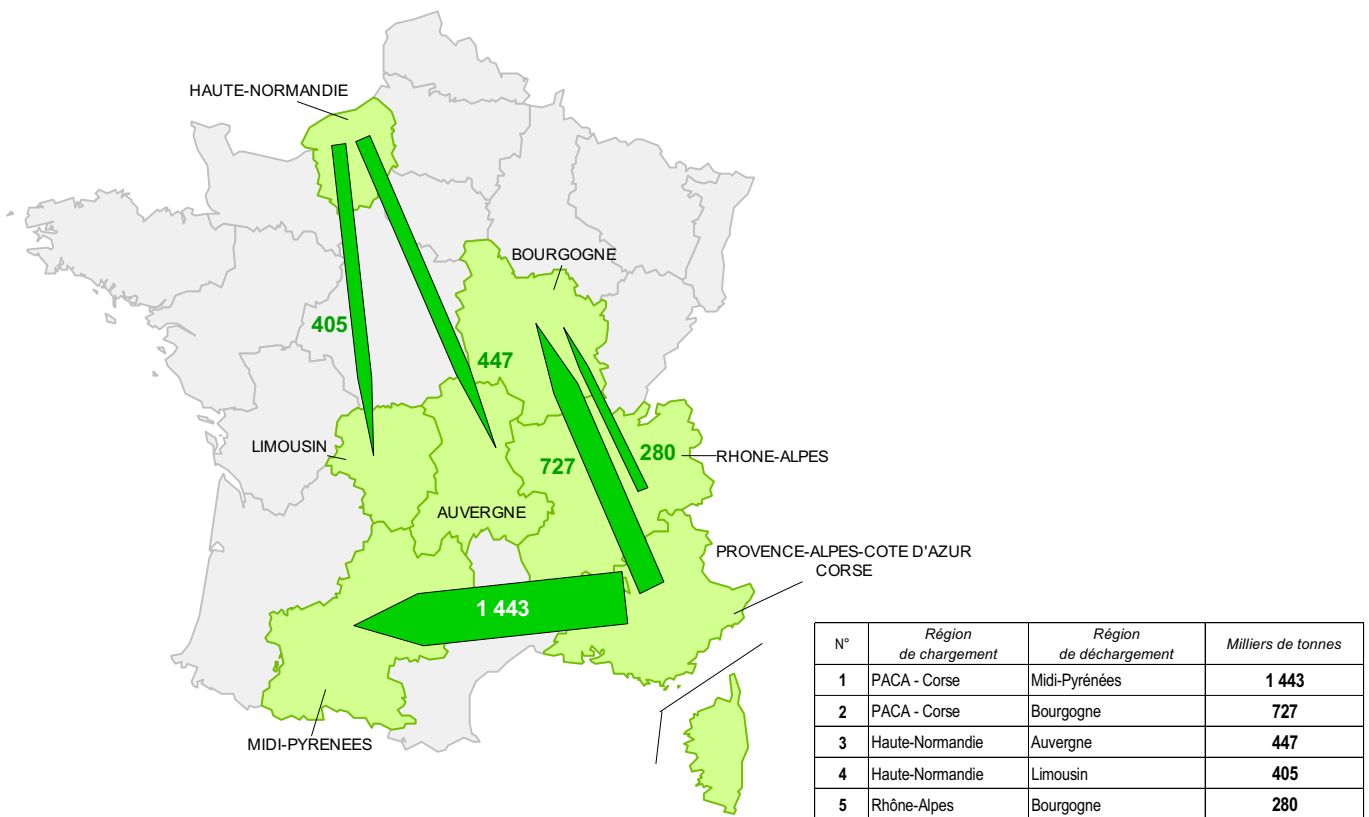 HAUTE-NORMANDIE
BOURGOGNE
405
447
LIMOUSIN
280
RHONE-ALPES
727
AUVERGNE
PROVENCE-ALPES-COTE D'AZUR
CORSE
1 443
MIDI-PYRENEES
N° Région de chargement Région de déchargement Milliers de tonnes
1 PACA - Corse Midi-Pyrénées 1 443
2 PACA - Corse Bourgogne 727
3 Haute-Normandie Auvergne 447
4 Haute-Normandie Limousin 405
5 Rhône-Alpes Bourgogne 280